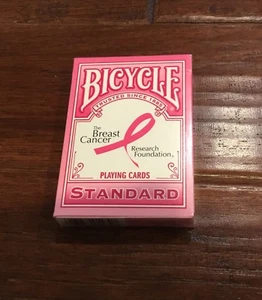 BICYCLE
TRUSTED SINCE 1885
The
Breast
Cancer
Research
Foundation®
PLAYING CARDS
STANDARD